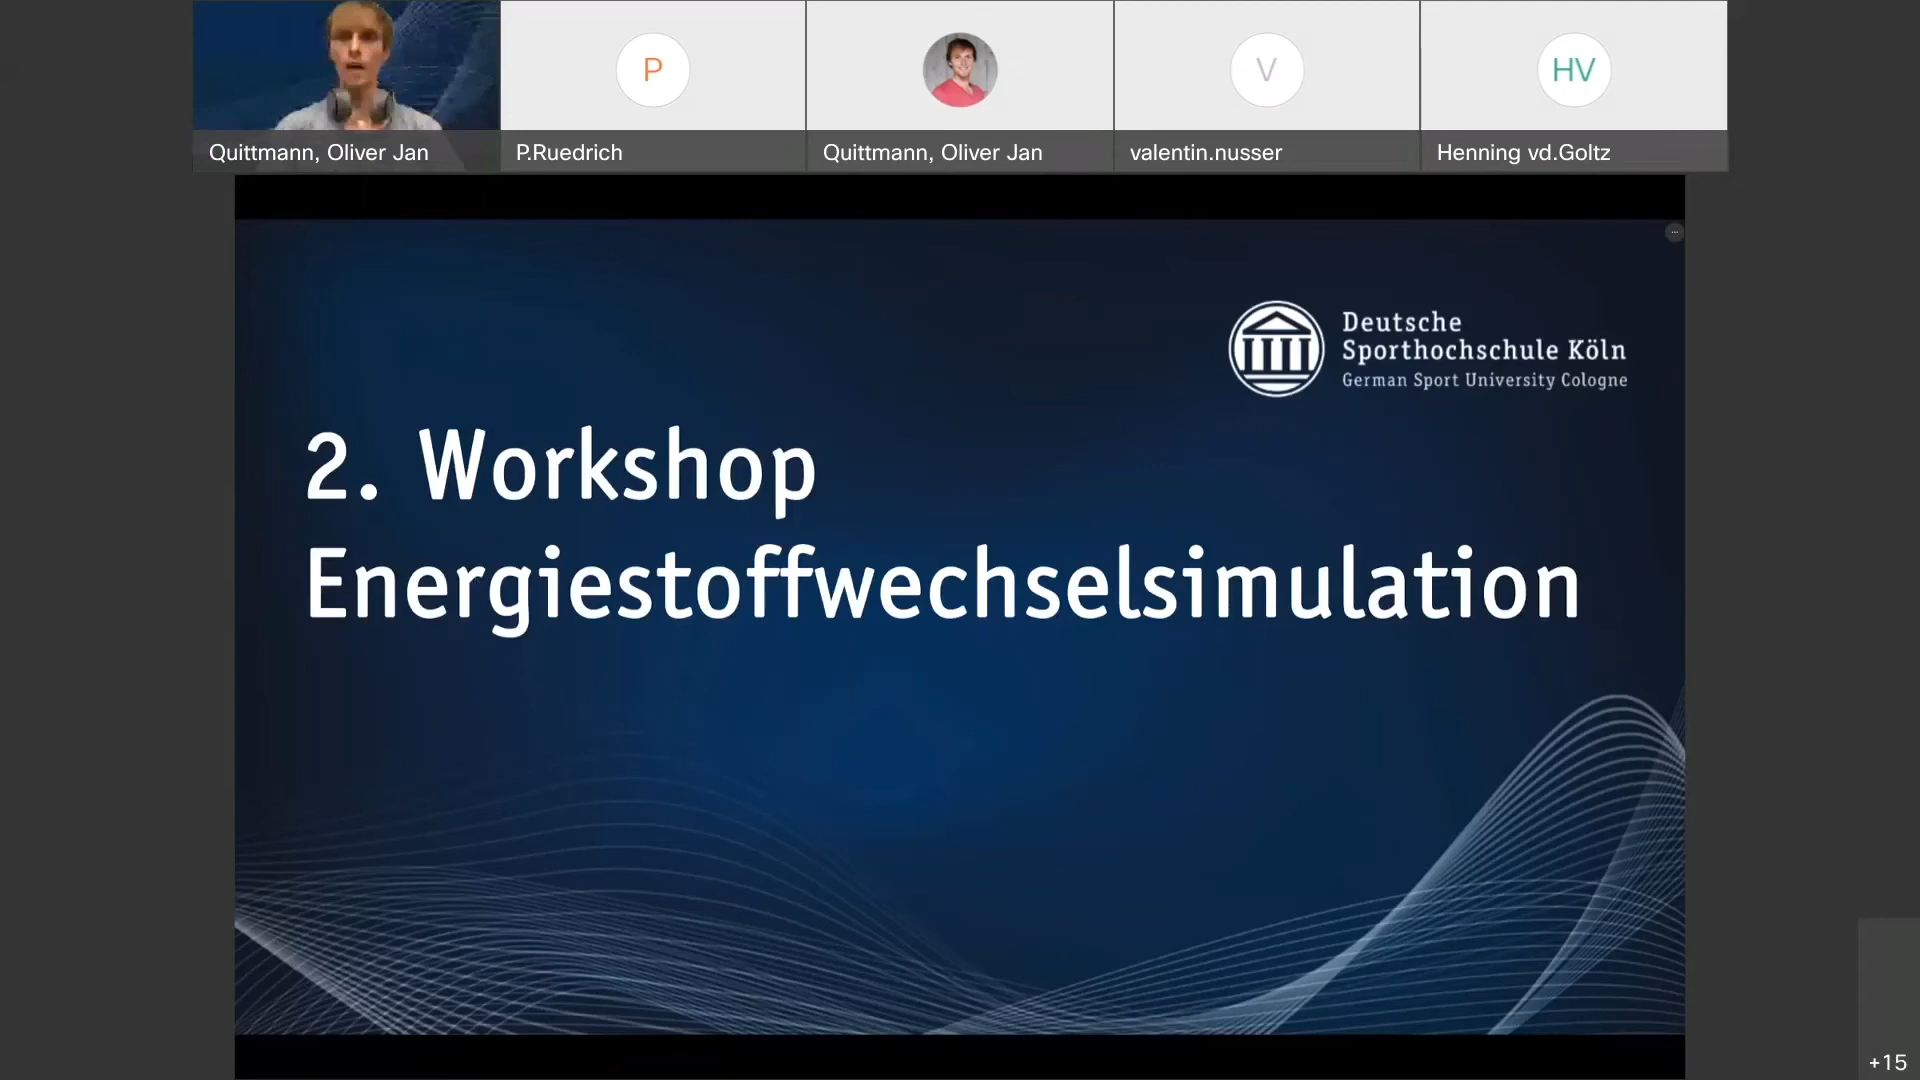 P
V
HV
Quittmann, Oliver Jan
P.Ruedrich
Quittmann, Oliver Jan
valentin.nusser
Henning vd.Goltz
Deutsche
Sporthochschule Köln
German Sport University Cologne
2. Workshop
Energiestoffwechselsimulation
+15